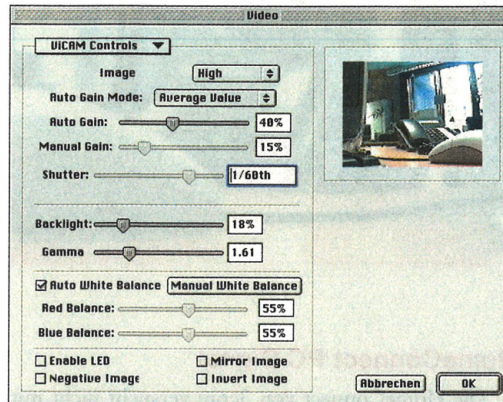 Video
ViCAM Controls
Image High
Auto Gain Mode: Average Value
Auto Gain: 40%
Manual Gain: 15%
Shutter: 1/60th
Backlight: 18%
Gamma 1.61
Auto White Balance Manual White Balance
Red Balance: 55%
Blue Balance: 55%
Enable LED Mirror Image
Negative Image Invert Image
Abbrechen OK